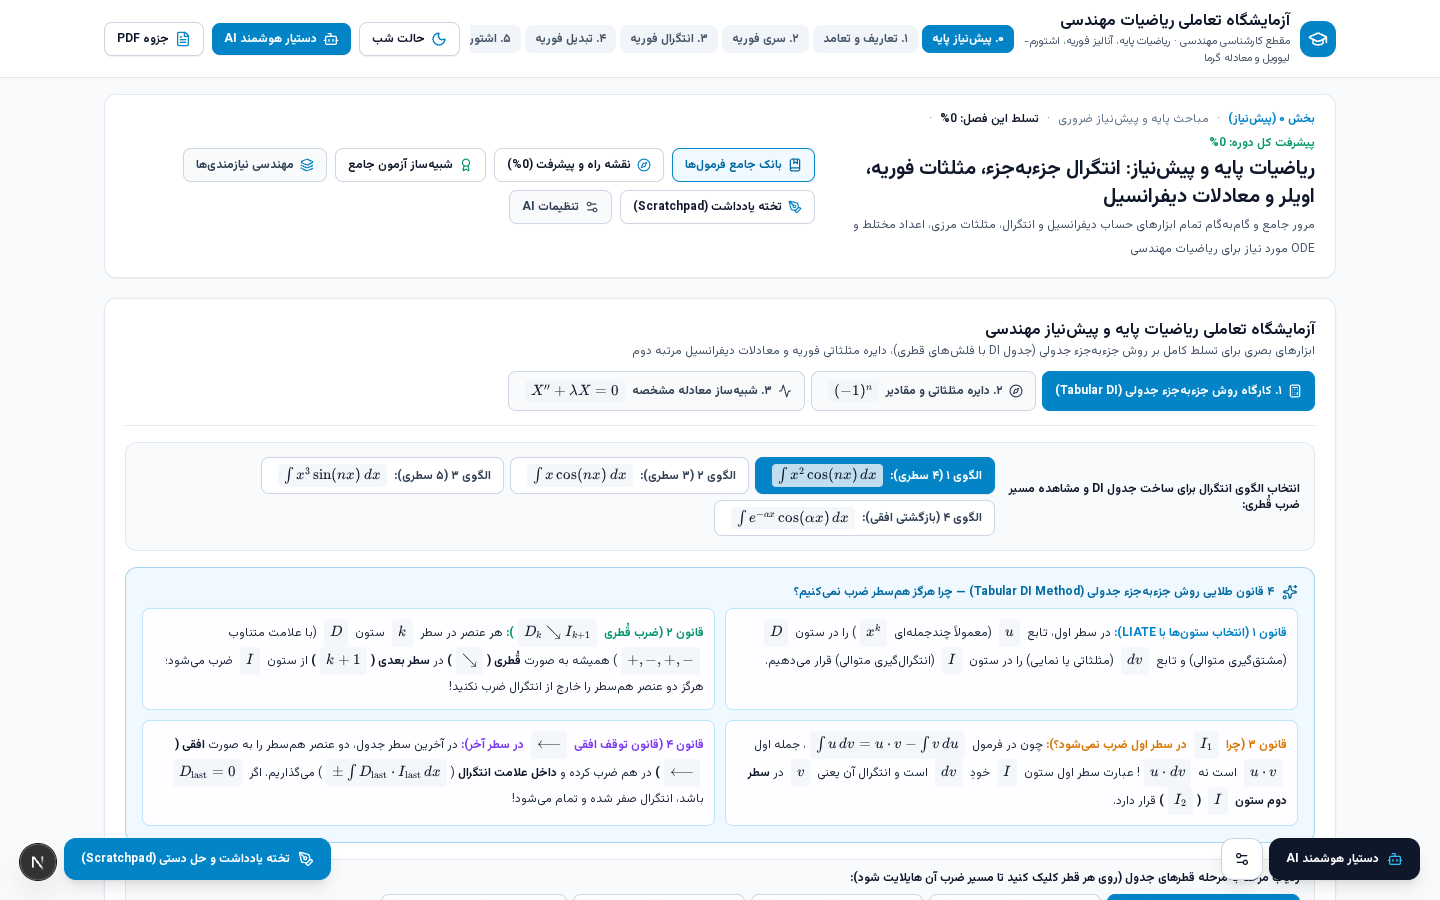 آزمایشگاه تعاملی ریاضیات مهندسی
مقطع کارشناسی مهندسی · ریاضیات پایه، آنالیز فوریه، اشتورم-
لیوویل و معادله گرما
۰. پیش‌نیاز پایه
۱. تعاریف و تعامد
۲. سری فوریه
۳. انتگرال فوریه
۴. تبدیل فوریه
۵. اشتور
حالت شب
دستیار هوشمند AI
جزوه PDF
بخش ۰ (پیش‌نیاز) · مباحث پایه و پیش‌نیاز ضروری · تسلط این فصل: 0% ·
پیشرفت کل دوره: 0%
ریاضیات پایه و پیش‌نیاز: انتگرال جزءبه‌جزء، مثلثات فوریه،
اویلر و معادلات دیفرانسیل
مرور جامع و گام‌به‌گام تمام ابزارهای حساب دیفرانسیل و انتگرال، مثلثات مرزی، اعداد مختلط و
ODE مورد نیاز برای ریاضیات مهندسی
بانک جامع فرمول‌ها
نقشه راه و پیشرفت (0%)
شبیه‌ساز آزمون جامع
مهندسی نیازمندی‌ها
تخته یادداشت (Scratchpad)
تنظیمات AI
آزمایشگاه تعاملی ریاضیات پایه و پیش‌نیاز مهندسی
ابزارهای بصری برای تسلط کامل بر روش جزءبه‌جزء جدولی (جدول DI با فلش‌های قطری)، دایره مثلثاتی فوریه و معادلات دیفرانسیل مرتبه دوم
۱. کارگاه روش جزءبه‌جزء جدولی (Tabular DI)
۲. دایره مثلثاتی و مقادیر (−1)ⁿ
۳. شبیه‌ساز معادله مشخصه X″ + λX = 0
انتخاب الگوی انتگرال برای ساخت جدول DI و مشاهده مسیر
ضرب قُطری:
الگوی ۱ (۴ سطری): ∫ x² cos(nx) dx
الگوی ۲ (۳ سطری): ∫ x cos(nx) dx
الگوی ۳ (۵ سطری): ∫ x³ sin(nx) dx
الگوی ۴ (بازگشتی افقی): ∫ e^{−ax} cos(αx) dx
۴ قانون طلایی روش جزءبه‌جزء جدولی (Tabular DI Method) — چرا هرگز هم‌سطر ضرب نمی‌کنیم؟
قانون ۱ (انتخاب ستون‌ها با LIATE): در سطر اول، تابع u (معمولاً چندجمله‌ای x^k ) را در ستون D
(مشتق‌گیری متوالی) و تابع dv (مثلثاتی یا نمایی) را در ستون I (انتگرال‌گیری متوالی) قرار می‌دهیم.
قانون ۲ (ضرب قُطری D_k ↘ I_{k+1} ): هر عنصر در سطر k ستون D (با علامت متناوب
+, −, +, − ) همیشه به صورت قُطری ( ↘ ) در سطر بعدی ( k + 1 ) از ستون I ضرب می‌شود؛
هرگز دو عنصر هم‌سطر را خارج از انتگرال ضرب نکنید!
قانون ۳ (چرا I₁ در سطر اول ضرب نمی‌شود؟): چون در فرمول ∫ u dv = u · v − ∫ v du ، جمله اول
u · v است نه u · dv ! عبارت سطر اول ستون I خودِ dv است و انتگرال آن یعنی v در سطر
دوم ستون I ( I₂ ) قرار دارد.
قانون ۴ (قانون توقف افقی ⟵ در سطر آخر): در آخرین سطر جدول، دو عنصر هم‌سطر را به صورت افقی (
⟵ ) در هم ضرب کرده و داخل علامت انتگرال ( ± ∫ D_last · I_last dx ) می‌گذاریم. اگر D_last = 0
باشد، انتگرال صفر شده و تمام می‌شود!
مرحله قطرهای جدول (روی هر قطر کلیک کنید تا مسیر ضرب آن هایلایت شود):
دستیار هوشمند AI
تخته یادداشت و حل دستی (Scratchpad)
N